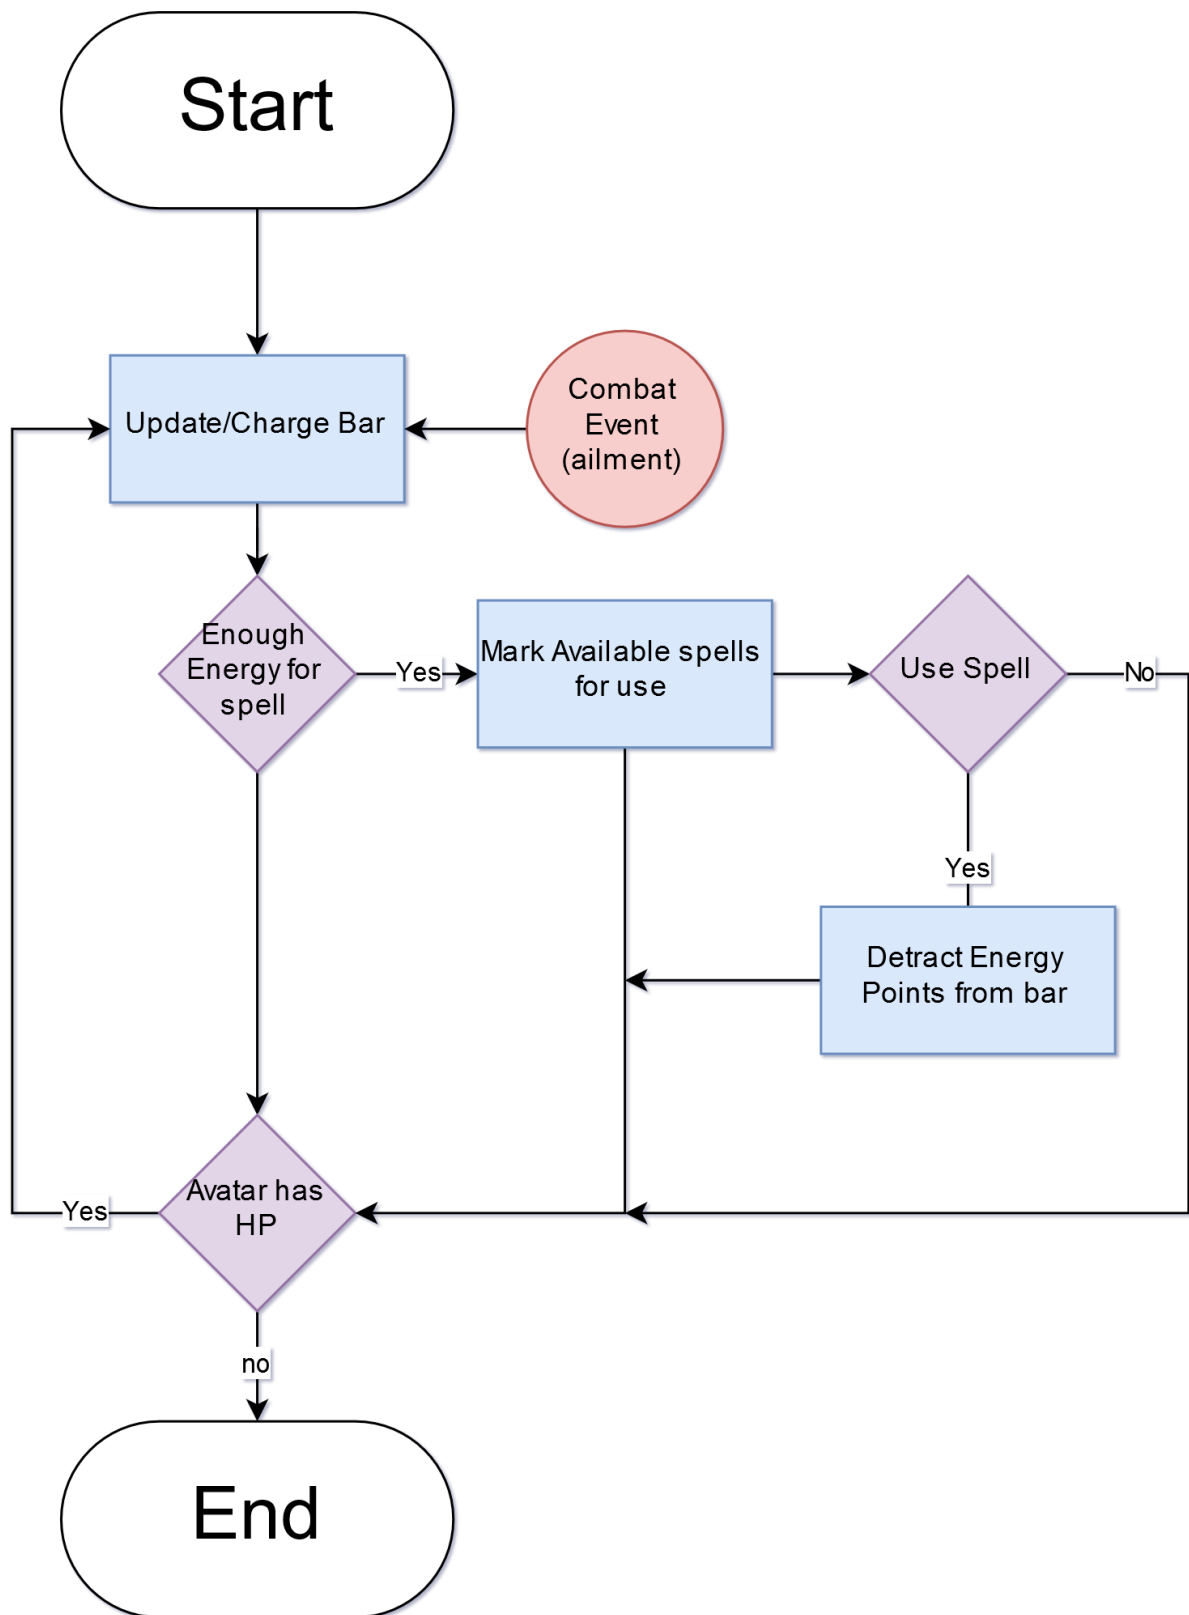 Start
Update/Charge Bar
Combat
Event
(ailment)
Enough
Energy for
spell
Yes
Mark Available spells
for use
Use Spell
No
Yes
Detract Energy
Points from bar
Avatar has
HP
Yes
no
End